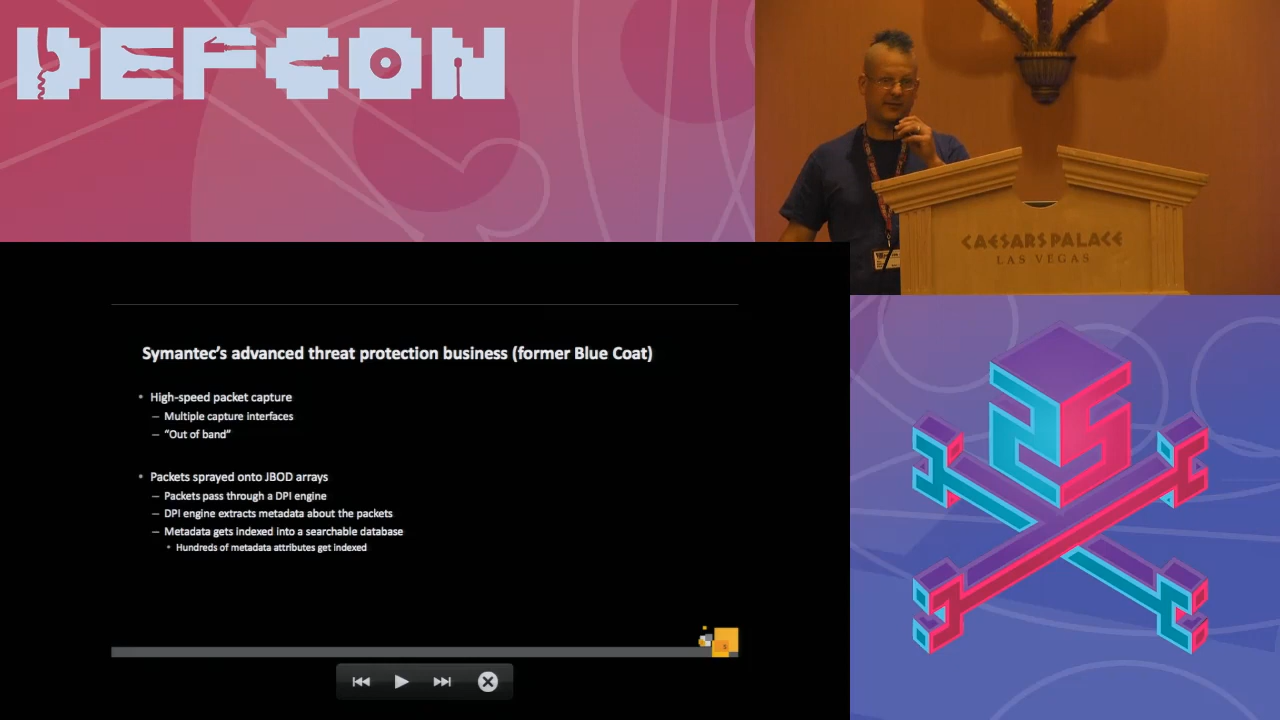 DEFCON
CAESARS PALACE
LAS VEGAS
Symantec's advanced threat protection business (former Blue Coat)
• High-speed packet capture
– Multiple capture interfaces
– "Out of band"
• Packets sprayed onto JBOD arrays
– Packets pass through a DPI engine
– DPI engine extracts metadata about the packets
– Metadata gets indexed into a searchable database
• Hundreds of metadata attributes get indexed
5
25